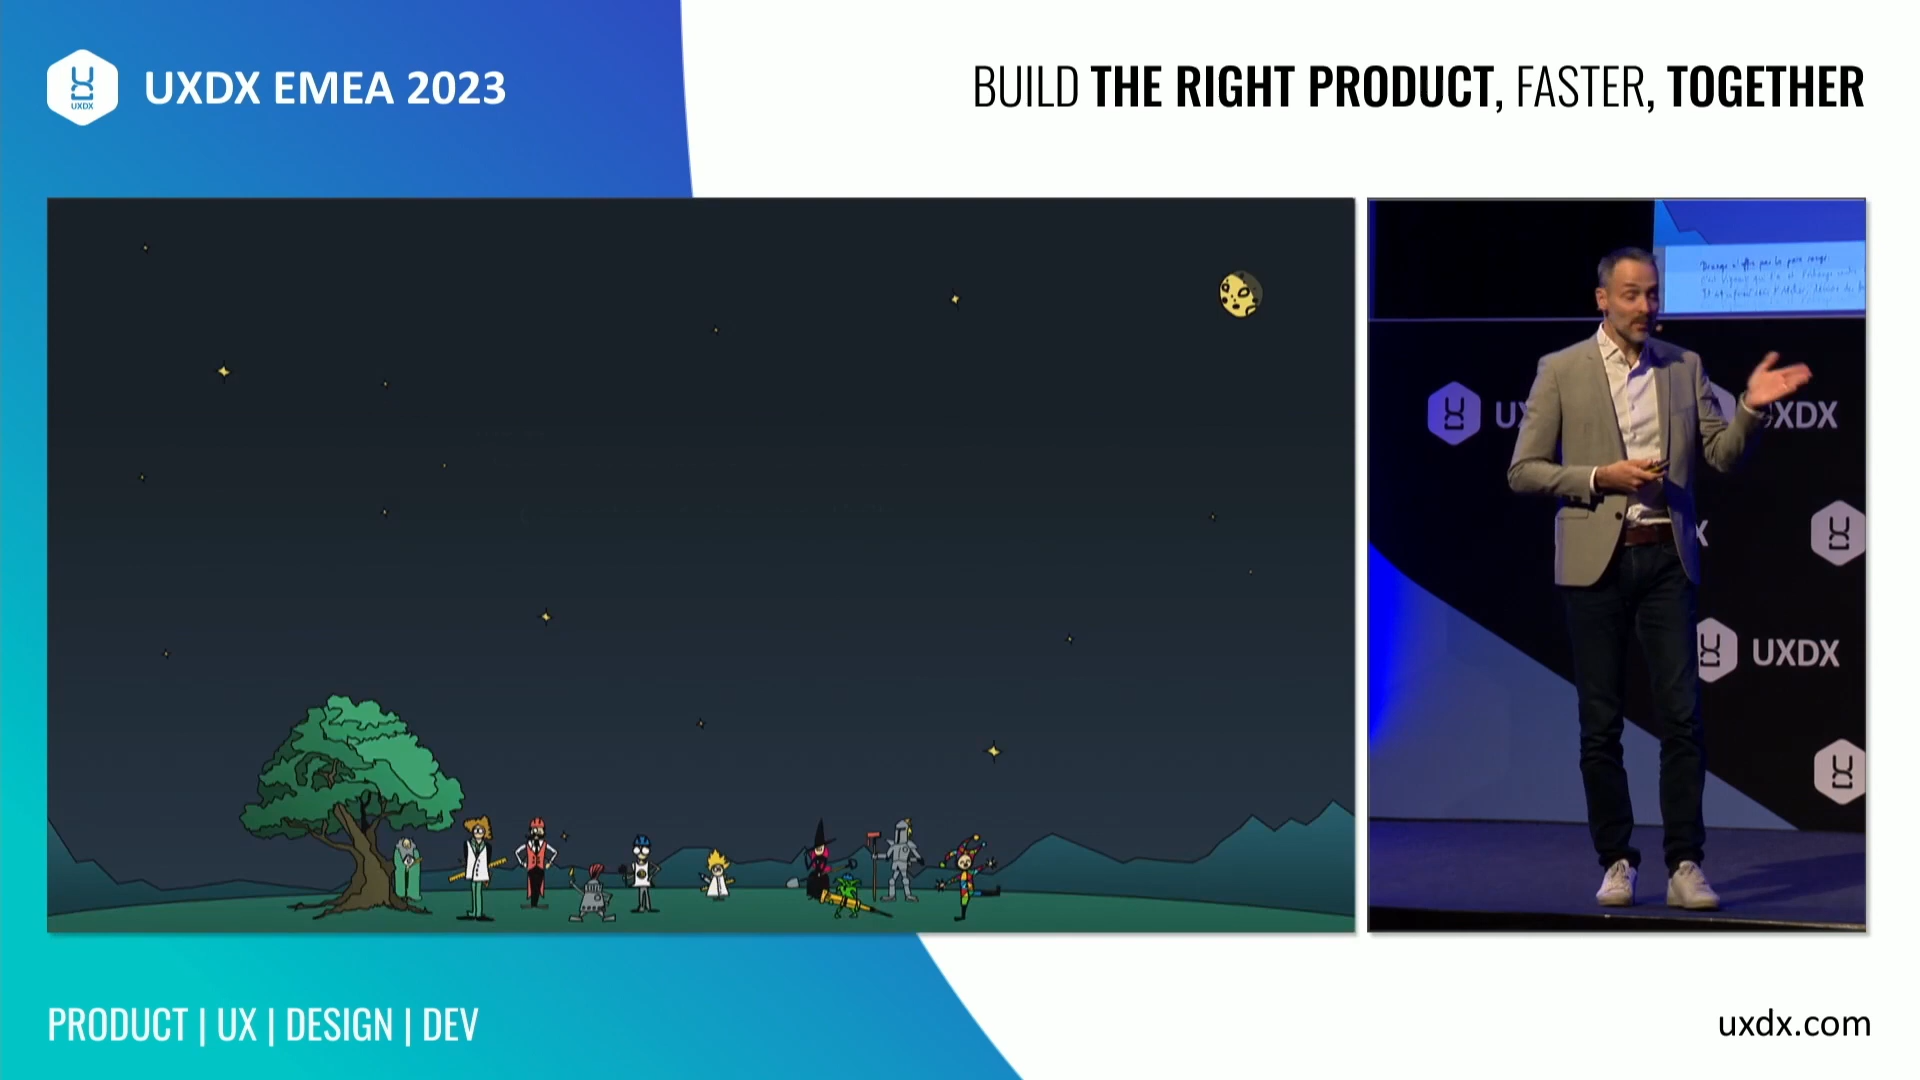 UXDX
UXDX EMEA 2023
BUILD THE RIGHT PRODUCT, FASTER, TOGETHER
UXDX
UXDX
PRODUCT | UX | DESIGN | DEV
uxdx.com